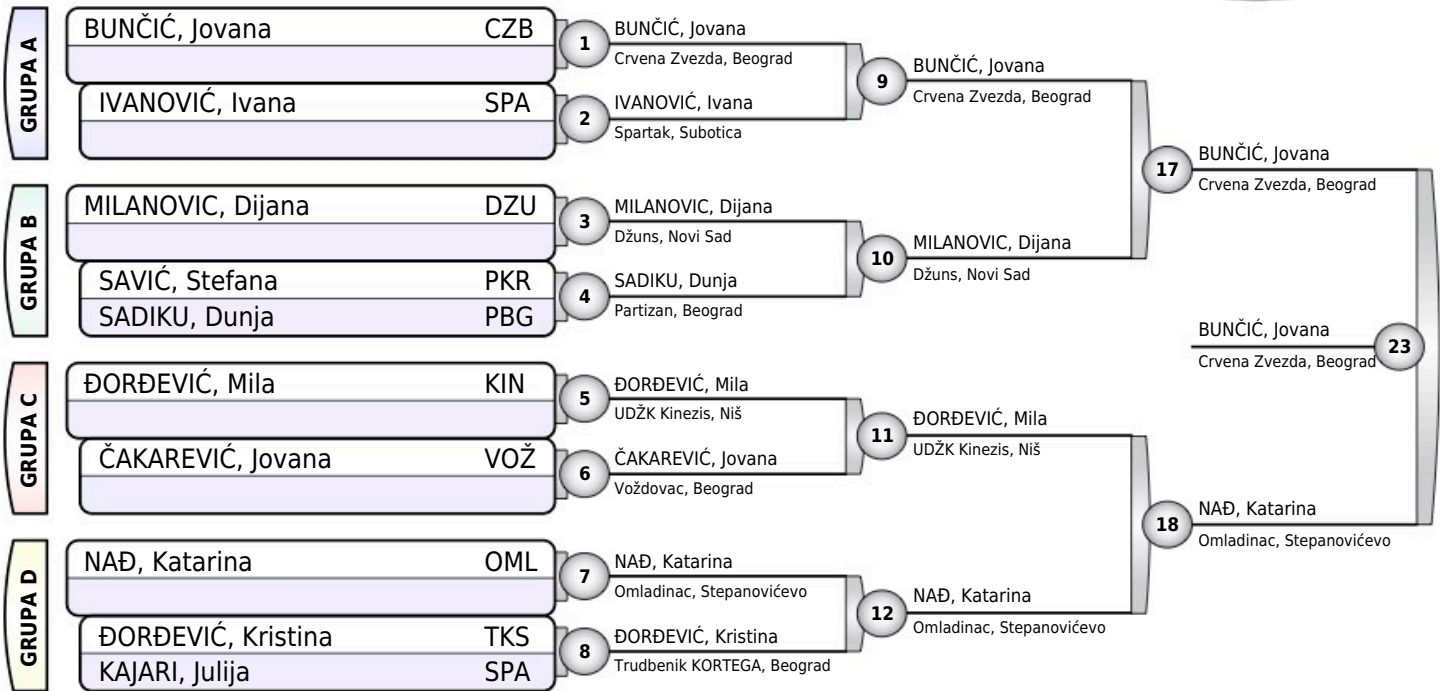 GRUPA A
BUNČIĆ, Jovana CZB
IVANOVIĆ, Ivana SPA
GRUPA B
MILANOVIC, Dijana DZU
SAVIĆ, Stefana PKR
SADIKU, Dunja PBG
GRUPA C
ĐORĐEVIĆ, Mila KIN
ČAKAREVIĆ, Jovana VOŽ
GRUPA D
NAĐ, Katarina OML
ĐORĐEVIĆ, Kristina TKS
KAJARI, Julija SPA
1
BUNČIĆ, Jovana
Crvena Zvezda, Beograd
2
IVANOVIĆ, Ivana
Spartak, Subotica
3
MILANOVIC, Dijana
Džuns, Novi Sad
4
SADIKU, Dunja
Partizan, Beograd
5
ĐORĐEVIĆ, Mila
UDŽK Kinezis, Niš
6
ČAKAREVIĆ, Jovana
Voždovac, Beograd
7
NAĐ, Katarina
Omladinac, Stepanovićevo
8
ĐORĐEVIĆ, Kristina
Trudbenik KORTEGA, Beograd
9
BUNČIĆ, Jovana
Crvena Zvezda, Beograd
10
MILANOVIC, Dijana
Džuns, Novi Sad
11
ĐORĐEVIĆ, Mila
UDŽK Kinezis, Niš
12
NAĐ, Katarina
Omladinac, Stepanovićevo
17
BUNČIĆ, Jovana
Crvena Zvezda, Beograd
18
NAĐ, Katarina
Omladinac, Stepanovićevo
BUNČIĆ, Jovana
Crvena Zvezda, Beograd
23